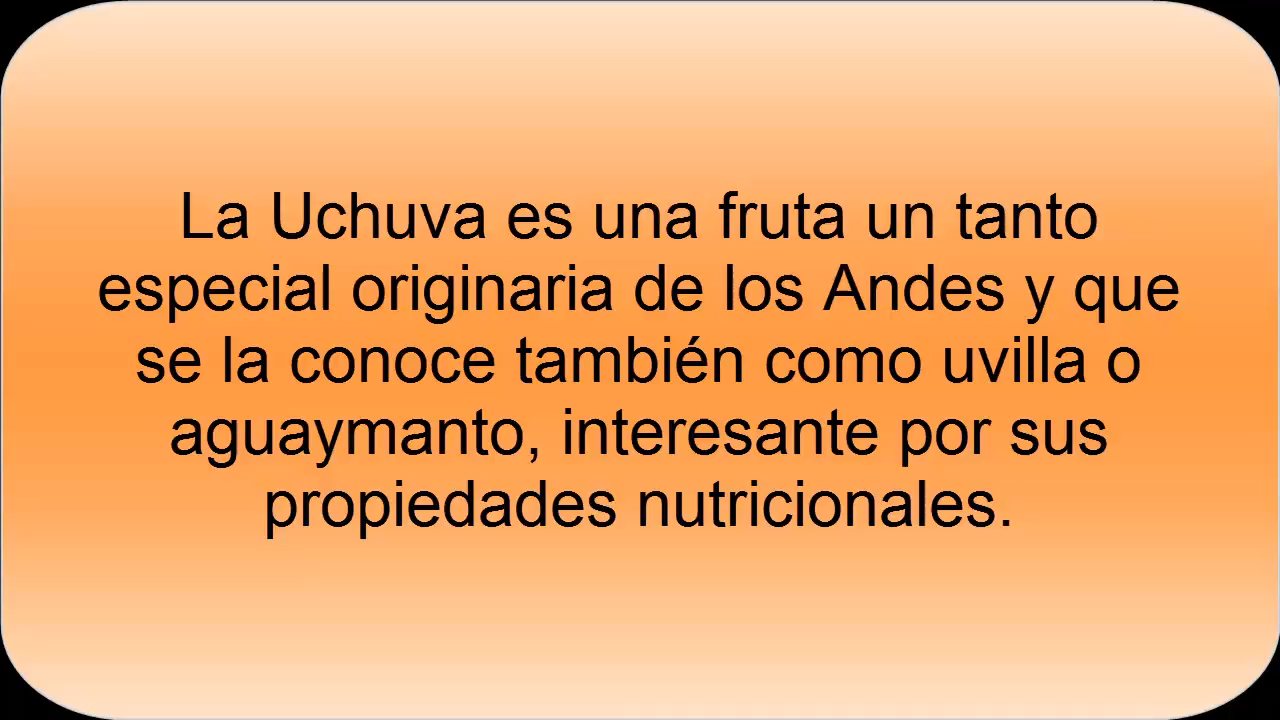 La Uchuva es una fruta un tanto
especial originaria de los Andes y que
se la conoce también como uvilla o
aguaymanto, interesante por sus
propiedades nutricionales.